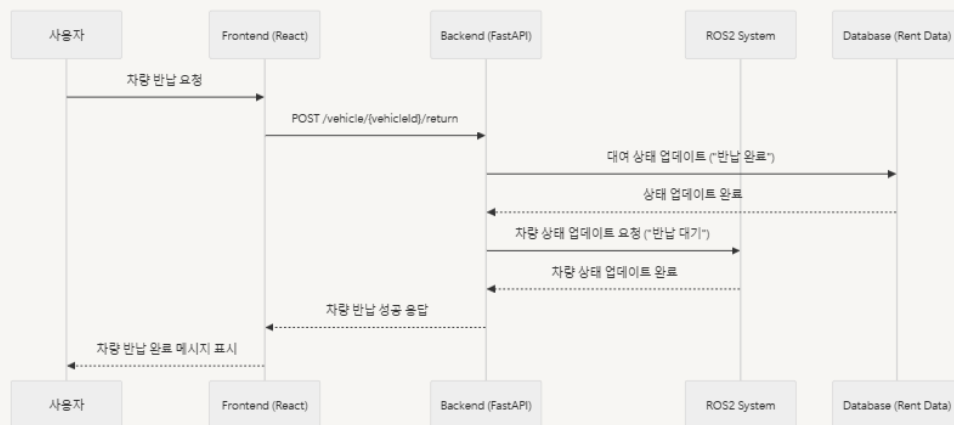 사용자
Frontend (React)
Backend (FastAPI)
ROS2 System
Database (Rent Data)
차량 반납 요청
POST /vehicle/{vehicleId}/return
대여 상태 업데이트 ("반납 완료")
상태 업데이트 완료
차량 상태 업데이트 요청 ("반납 대기")
차량 상태 업데이트 완료
차량 반납 성공 응답
차량 반납 완료 메시지 표시
사용자
Frontend (React)
Backend (FastAPI)
ROS2 System
Database (Rent Data)